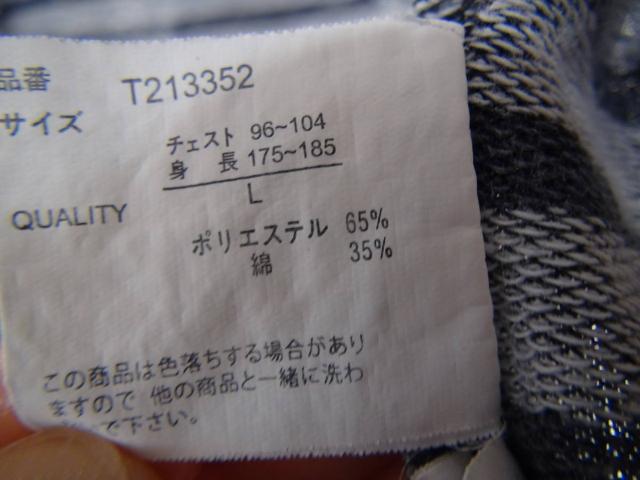 品番 T213352
サイズ
チェスト 96~104
身 長 175~185
L
QUALITY
ポリエステル 65%
綿 35%
この商品は色落ちする場合があり
ますので 他の商品と一緒に洗わ
で下さい。